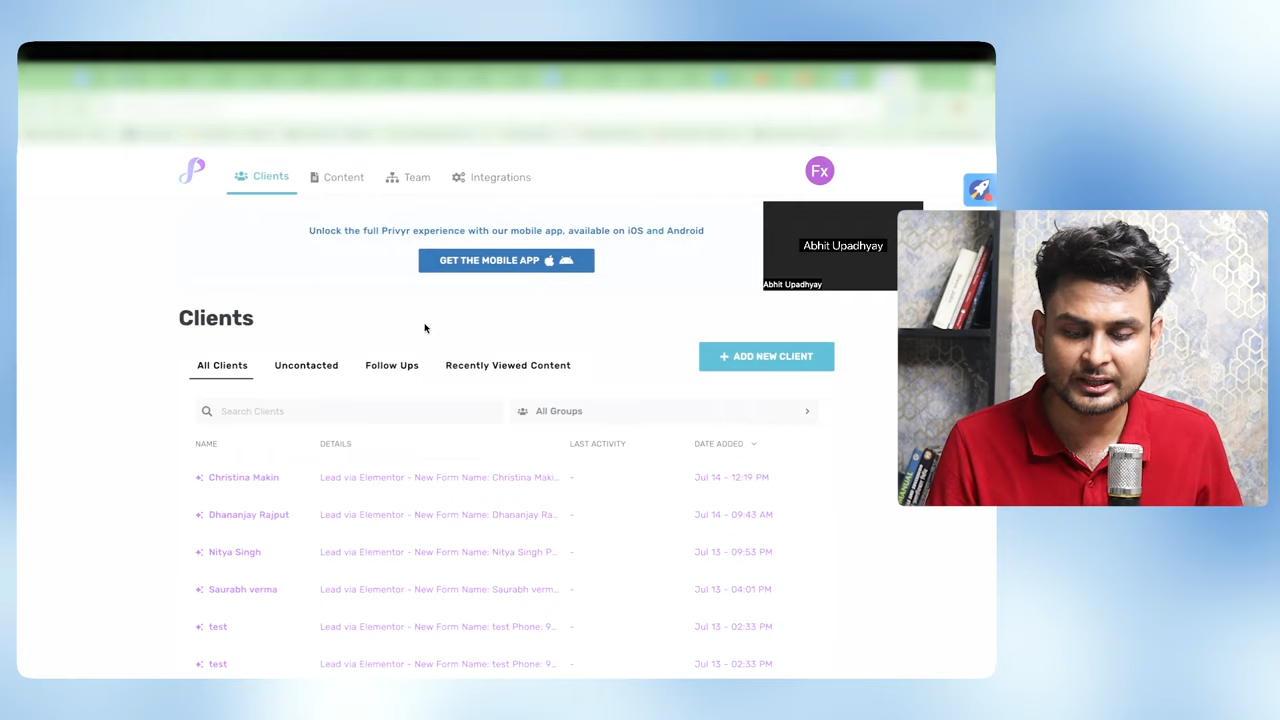 Clients Content Team Integrations Fx
Unlock the full Privyr experience with our mobile app, available on iOS and Android
GET THE MOBILE APP
Abhit Upadhyay
Abhit Upadhyay
Clients
All Clients Uncontacted Follow Ups Recently Viewed Content
+ ADD NEW CLIENT
Search Clients All Groups
NAME DETAILS LAST ACTIVITY DATE ADDED
Christina Makin Lead via Elementor - New Form Name: Christina Maki... - Jul 14 - 12:19 PM
Dhananjay Rajput Lead via Elementor - New Form Name: Dhananjay Ra... - Jul 14 - 09:43 AM
Nitya Singh Lead via Elementor - New Form Name: Nitya Singh P... - Jul 13 - 09:53 PM
Saurabh verma Lead via Elementor - New Form Name: Saurabh verm... - Jul 13 - 04:01 PM
test Lead via Elementor - New Form Name: test Phone: 9... - Jul 13 - 02:33 PM
test Lead via Elementor - New Form Name: test Phone: 9... - Jul 13 - 02:33 PM
MANUAL